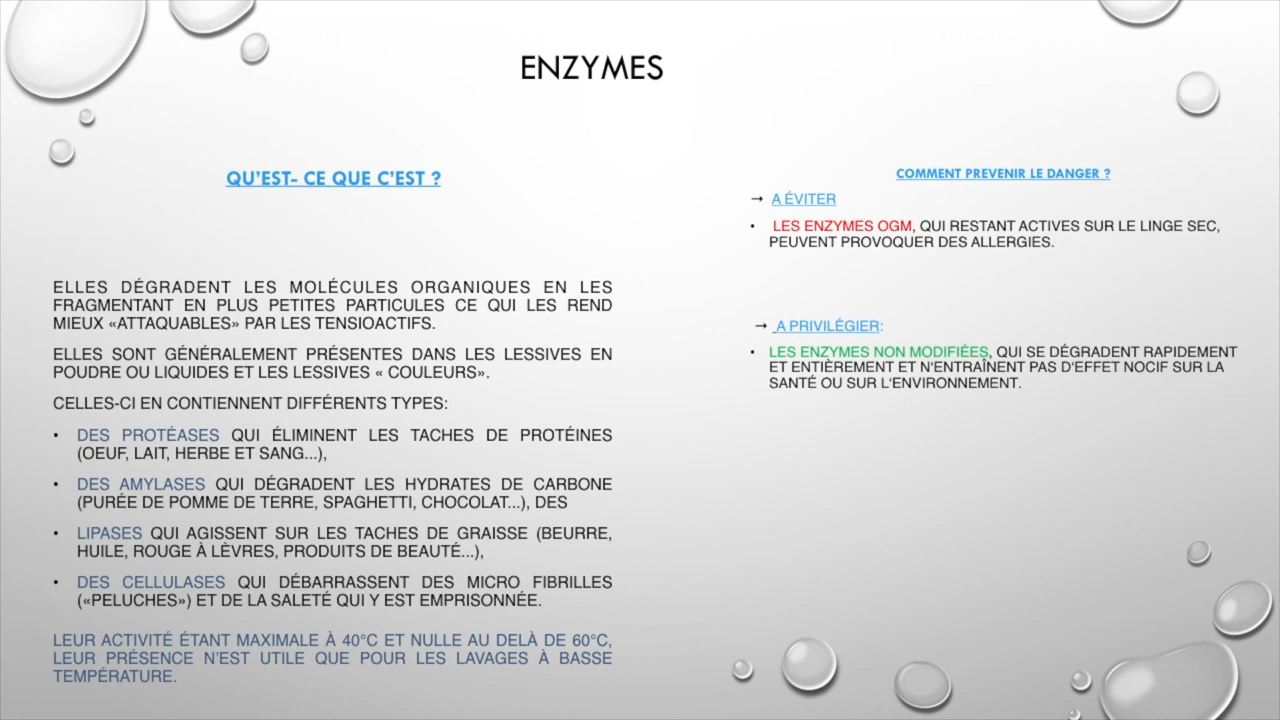 ENZYMES
QU'EST- CE QUE C'EST ?
ELLES DÉGRADENT LES MOLÉCULES ORGANIQUES EN LES
FRAGMENTANT EN PLUS PETITES PARTICULES CE QUI LES REND
MIEUX «ATTAQUABLES» PAR LES TENSIOACTIFS.
ELLES SONT GÉNÉRALEMENT PRÉSENTES DANS LES LESSIVES EN
POUDRE OU LIQUIDES ET LES LESSIVES « COULEURS».
CELLES-CI EN CONTIENNENT DIFFÉRENTS TYPES:
• DES PROTÉASES QUI ÉLIMINENT LES TACHES DE PROTÉINES
(OEUF, LAIT, HERBE ET SANG...),
• DES AMYLASES QUI DÉGRADENT LES HYDRATES DE CARBONE
(PURÉE DE POMME DE TERRE, SPAGHETTI, CHOCOLAT...), DES
• LIPASES QUI AGISSENT SUR LES TACHES DE GRAISSE (BEURRE,
HUILE, ROUGE À LÈVRES, PRODUITS DE BEAUTÉ...),
• DES CELLULASES QUI DÉBARRASSENT DES MICRO FIBRILLES
(«PELUCHES») ET DE LA SALETÉ QUI Y EST EMPRISONNÉE.
LEUR ACTIVITÉ ÉTANT MAXIMALE À 40°C ET NULLE AU DELÀ DE 60°C,
LEUR PRÉSENCE N'EST UTILE QUE POUR LES LAVAGES À BASSE
TEMPÉRATURE.
COMMENT PREVENIR LE DANGER ?
→ A ÉVITER
• LES ENZYMES OGM, QUI RESTANT ACTIVES SUR LE LINGE SEC,
PEUVENT PROVOQUER DES ALLERGIES.
→ A PRIVILÉGIER:
• LES ENZYMES NON MODIFIÉES, QUI SE DÉGRADENT RAPIDEMENT
ET ENTIÈREMENT ET N'ENTRAÎNENT PAS D'EFFET NOCIF SUR LA
SANTÉ OU SUR L'ENVIRONNEMENT.